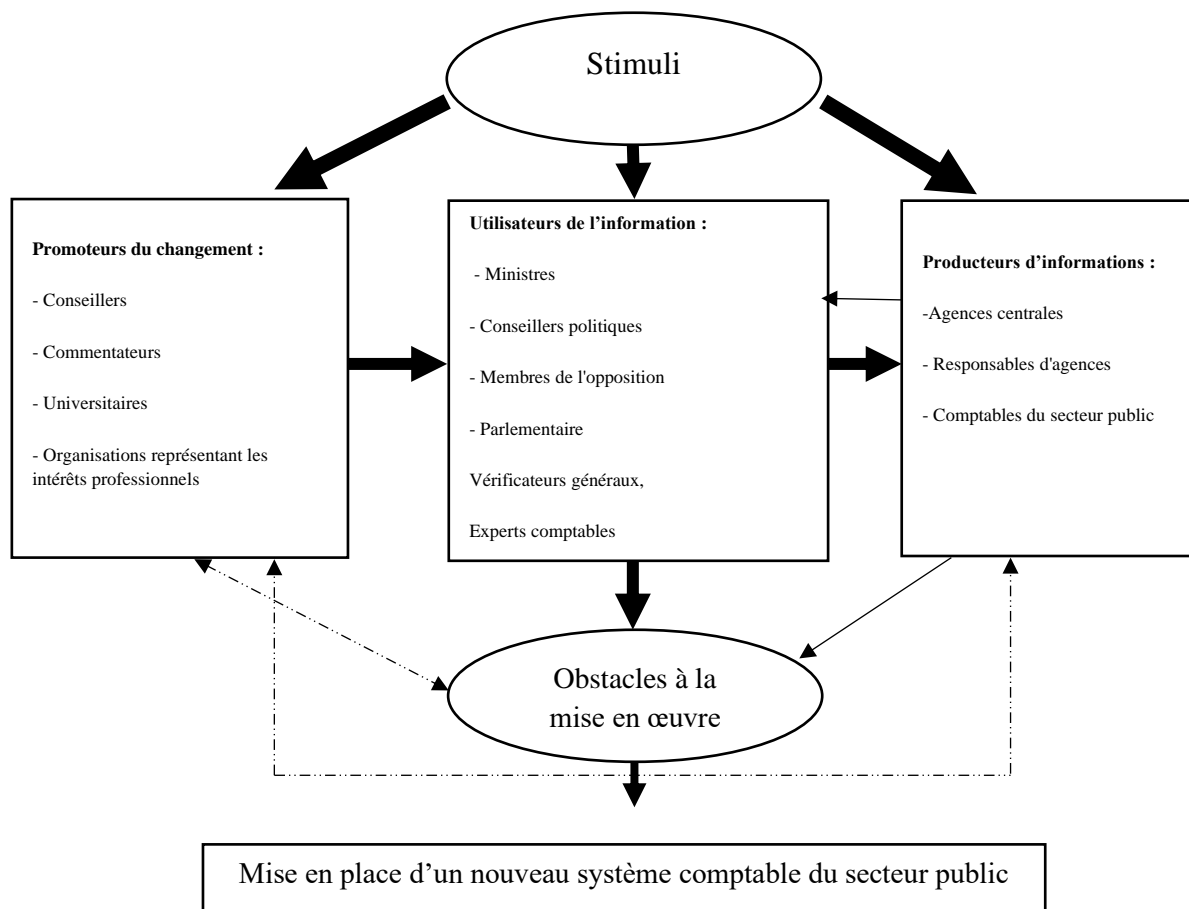 Stimuli
Promoteurs du changement :
- Conseillers
- Commentateurs
- Universitaires
- Organisations représentant les
intérêts professionnels
Utilisateurs de l’information :
- Ministres
- Conseillers politiques
- Membres de l'opposition
- Parlementaire
Vérificateurs généraux,
Experts comptables
Producteurs d’informations :
-Agences centrales
- Responsables d'agences
- Comptables du secteur public
Obstacles à la
mise en œuvre
Mise en place d’un nouveau système comptable du secteur public